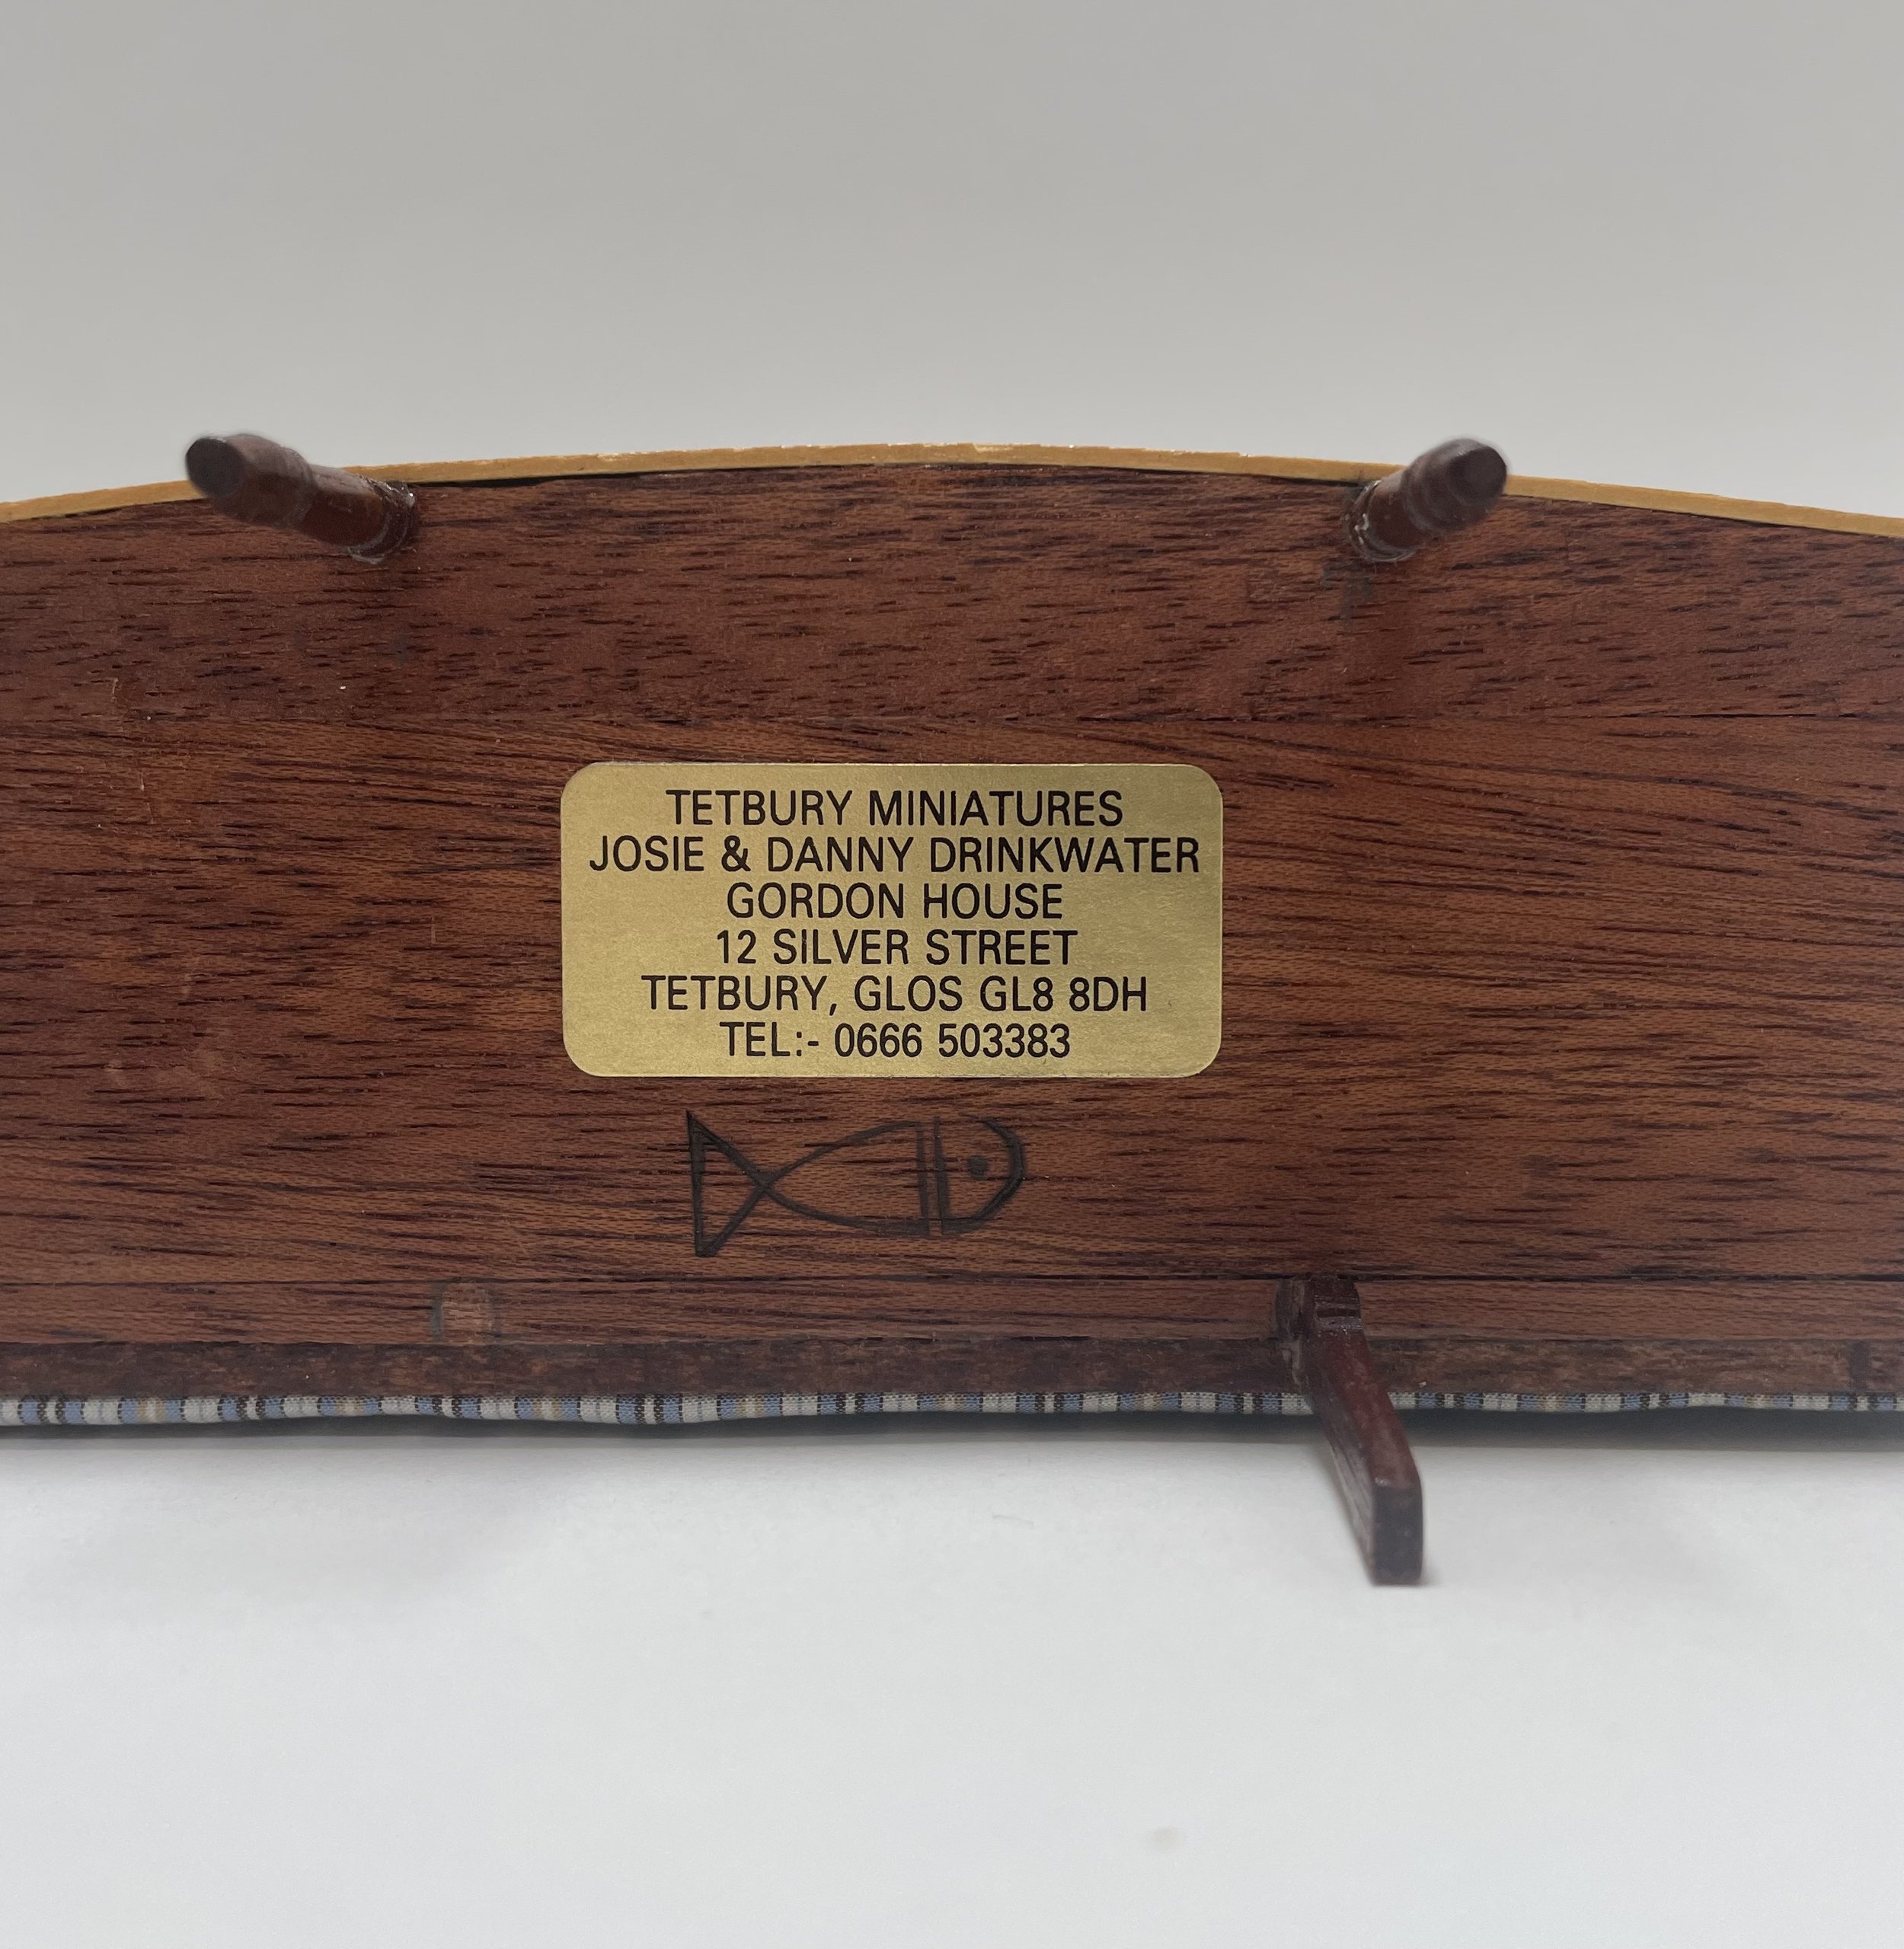 TETBURY MINIATURES
JOSIE & DANNY DRINKWATER
GORDON HOUSE
12 SILVER STREET
TETBURY, GLOS GL8 8DH
TEL:- 0666 503383